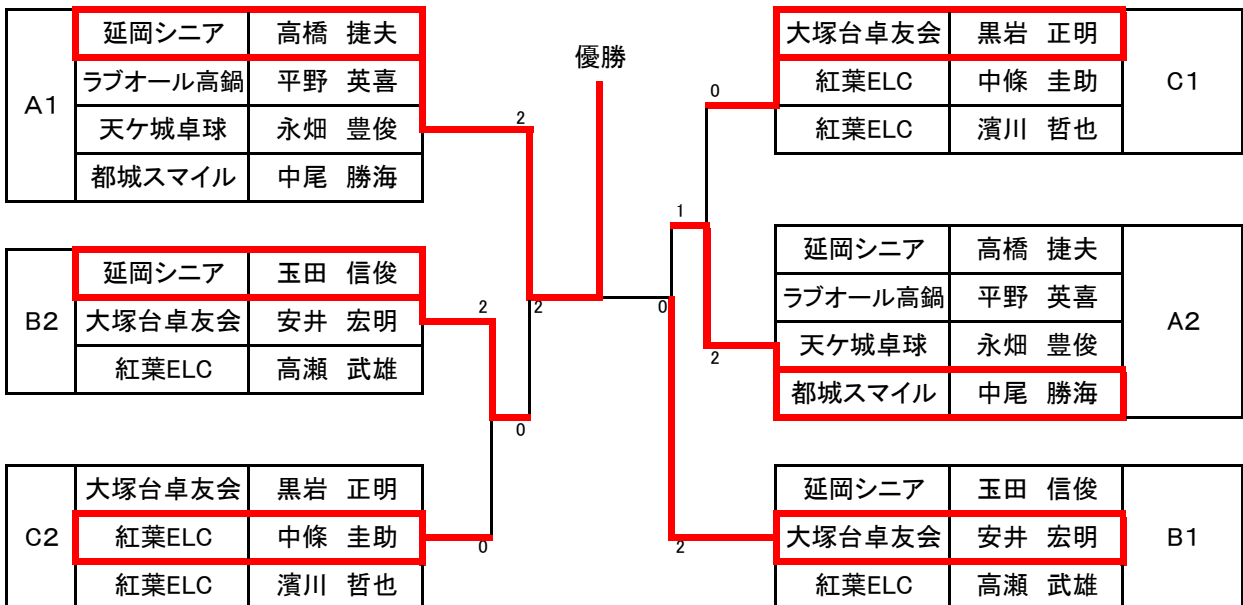 優勝
A1
延岡シニア 高橋 捷夫
ラブオール高鍋 平野 英喜
天ケ城卓球 永畑 豊俊
都城スマイル 中尾 勝海
2
B2
延岡シニア 玉田 信俊
大塚台卓友会 安井 宏明
紅葉ELC 高瀬 武雄
2
2
0
C2
大塚台卓友会 黒岩 正明
紅葉ELC 中條 圭助
紅葉ELC 濱川 哲也
0
大塚台卓友会 黒岩 正明
紅葉ELC 中條 圭助
紅葉ELC 濱川 哲也
C1
0
1
延岡シニア 高橋 捷夫
ラブオール高鍋 平野 英喜
天ケ城卓球 永畑 豊俊
都城スマイル 中尾 勝海
A2
0
2
延岡シニア 玉田 信俊
大塚台卓友会 安井 宏明
紅葉ELC 高瀬 武雄
B1
2